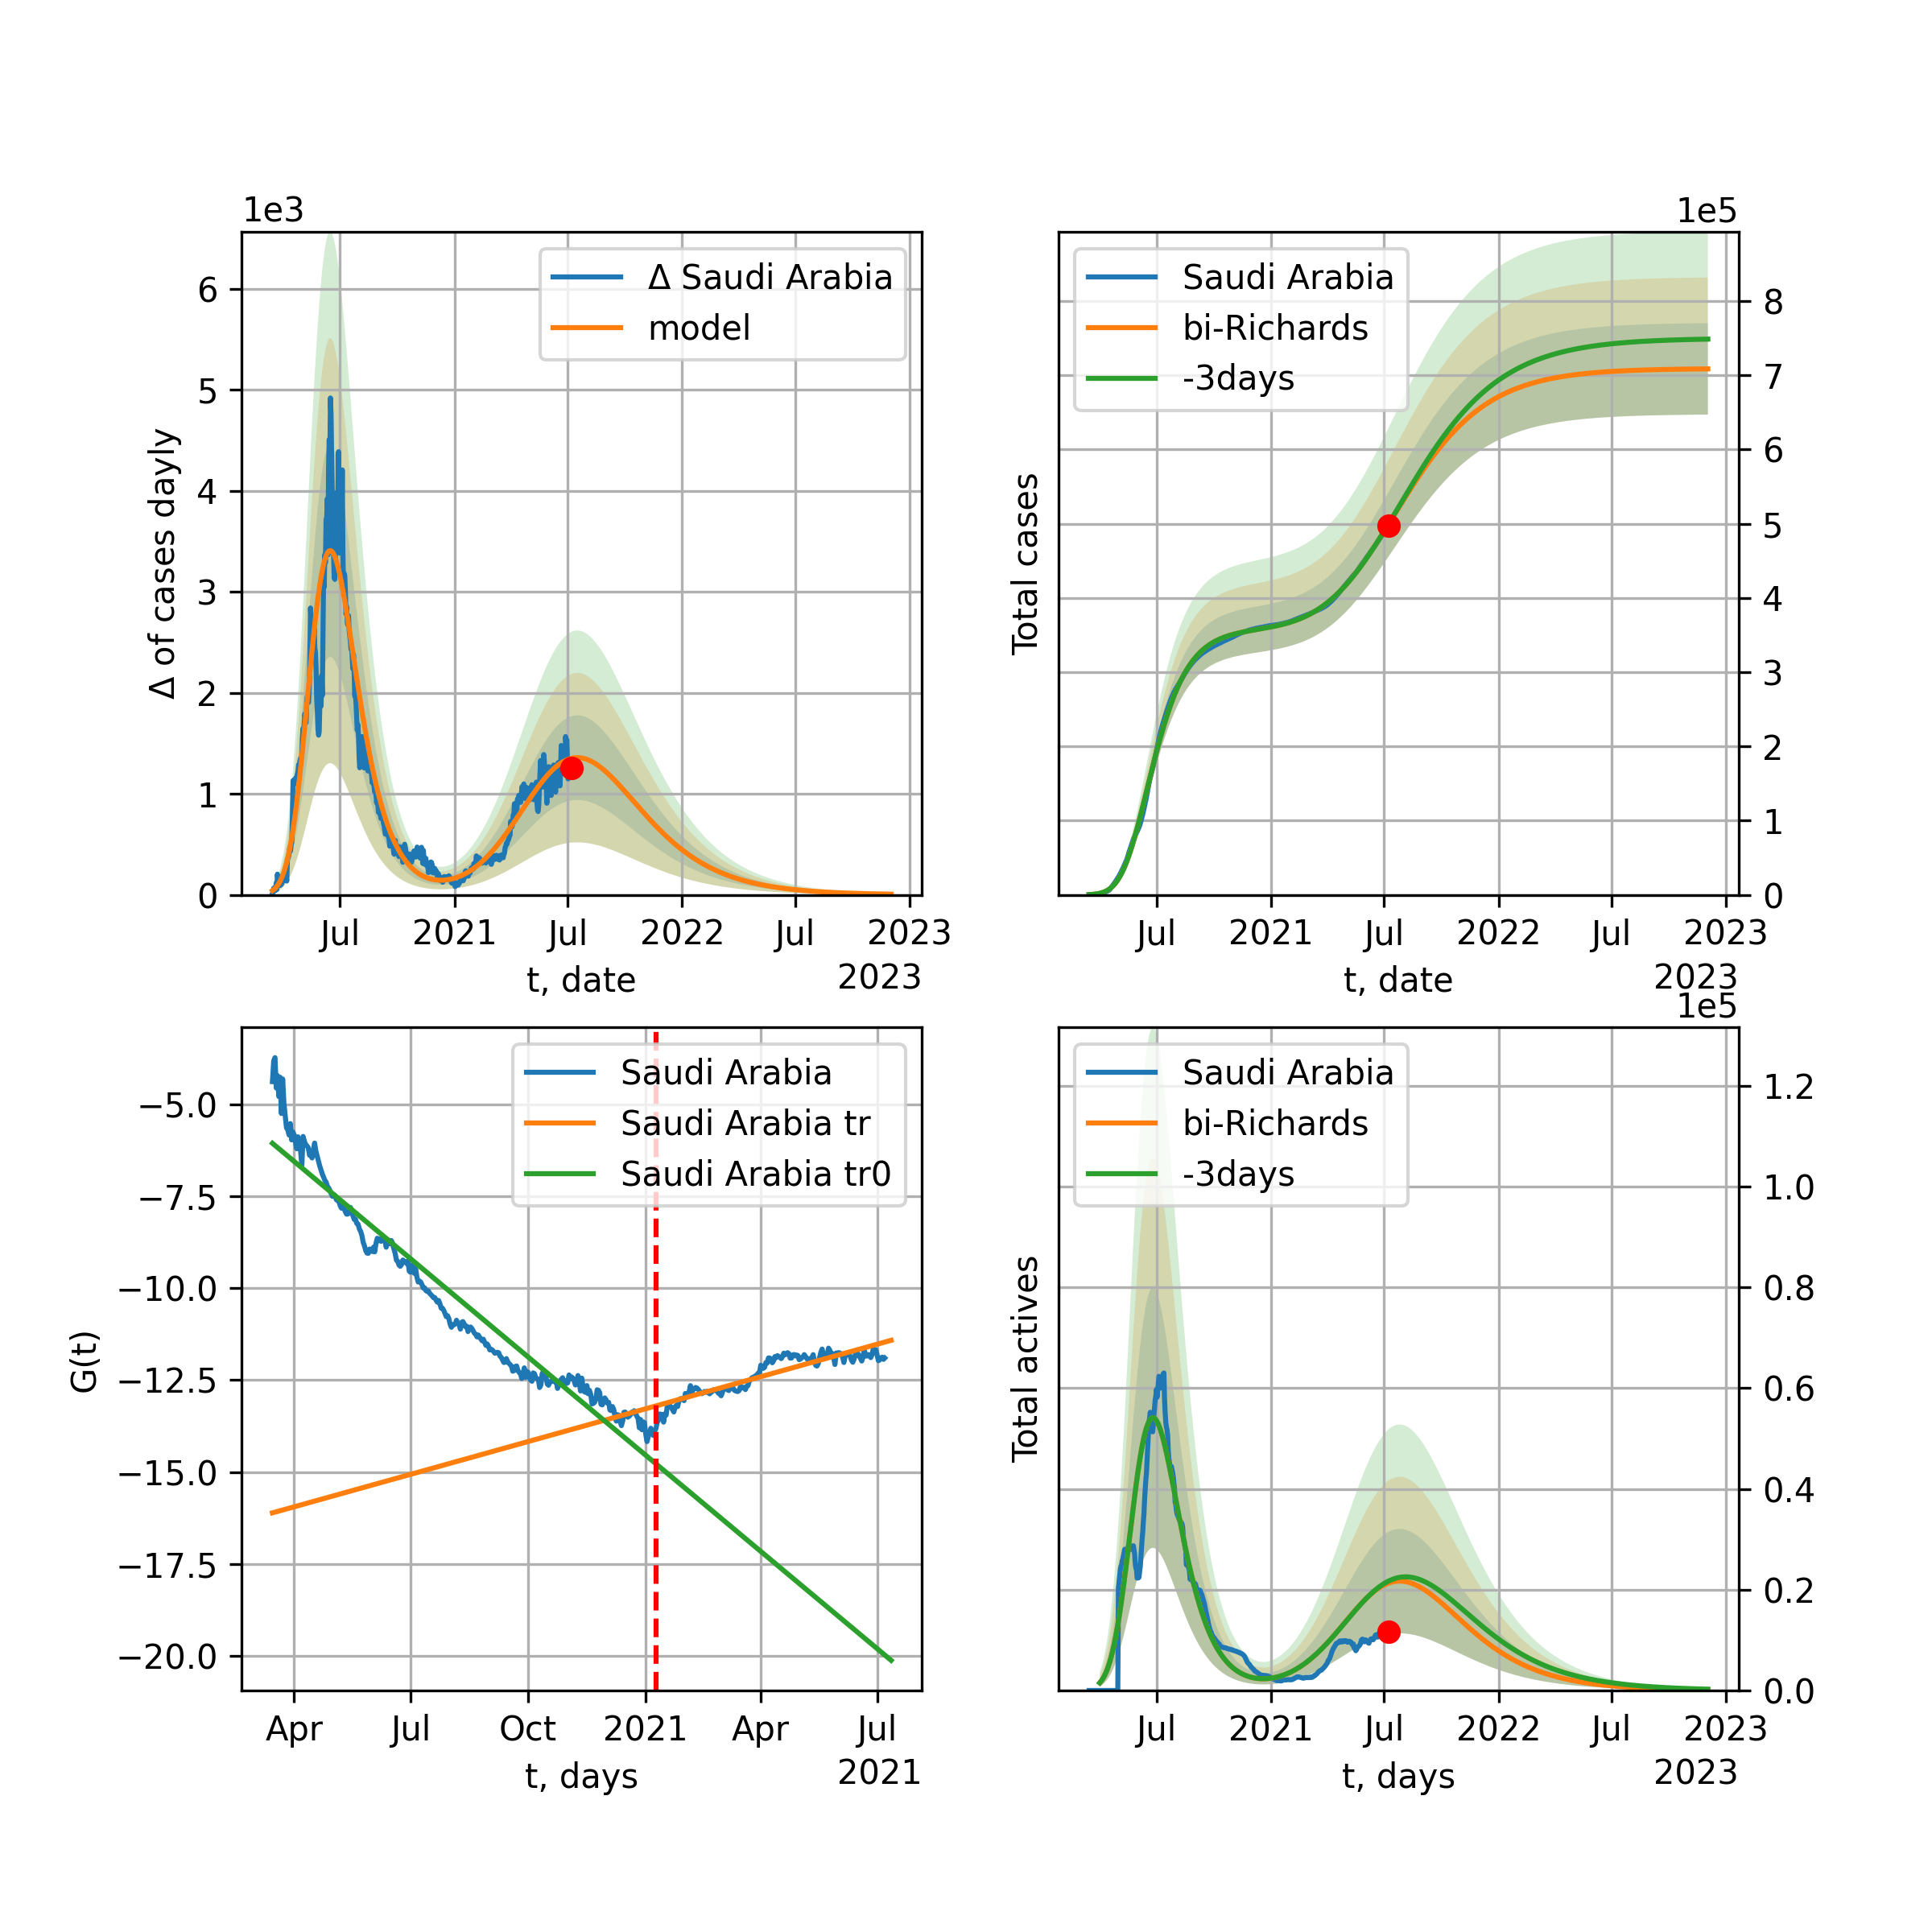 1e3
Δ of cases dayly
6
5
4
3
2
1
0
Δ Saudi Arabia
model
Jul
2021
Jul
2022
Jul
2023
t, date
2023
1e5
Total cases
Saudi Arabia
bi-Richards
-3days
8
7
6
5
4
3
2
1
0
Jul
2021
Jul
2022
Jul
2023
t, date
2023
G(t)
−5.0
−7.5
−10.0
−12.5
−15.0
−17.5
−20.0
Saudi Arabia
Saudi Arabia tr
Saudi Arabia tr0
Apr
Jul
Oct
2021
Apr
Jul
t, days
2021
1e5
Total actives
Saudi Arabia
bi-Richards
-3days
1.2
1.0
0.8
0.6
0.4
0.2
0.0
Jul
2021
Jul
2022
Jul
2023
t, days
2023